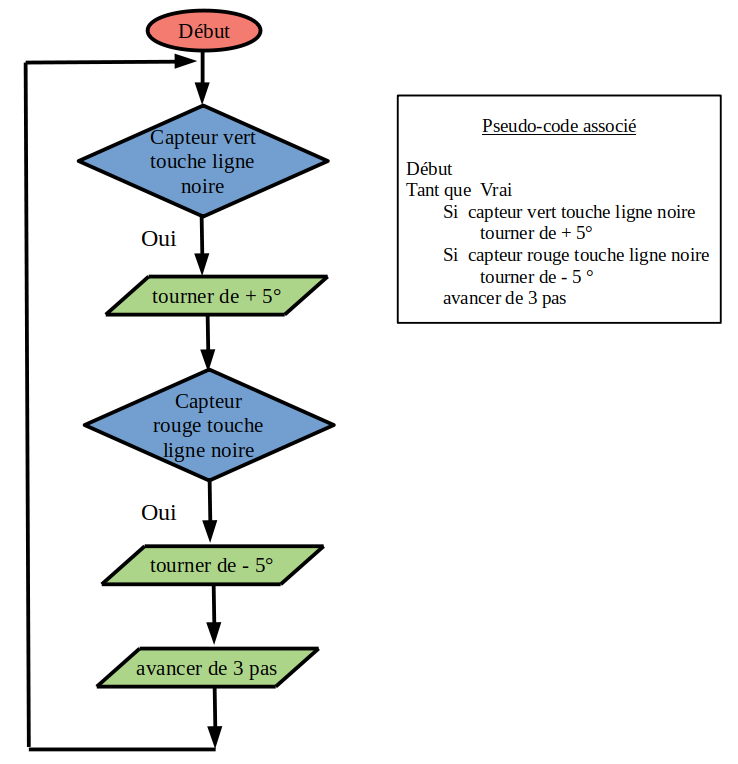 Début
Capteur vert
touche ligne
noire
Oui
tourner de + 5°
Capteur
rouge touche
ligne noire
Oui
tourner de - 5°
avancer de 3 pas
Pseudo-code associé
Début
Tant que  Vrai
Si  capteur vert touche ligne noire
tourner de + 5°
Si  capteur rouge touche ligne noire
tourner de - 5 °
avancer de 3 pas